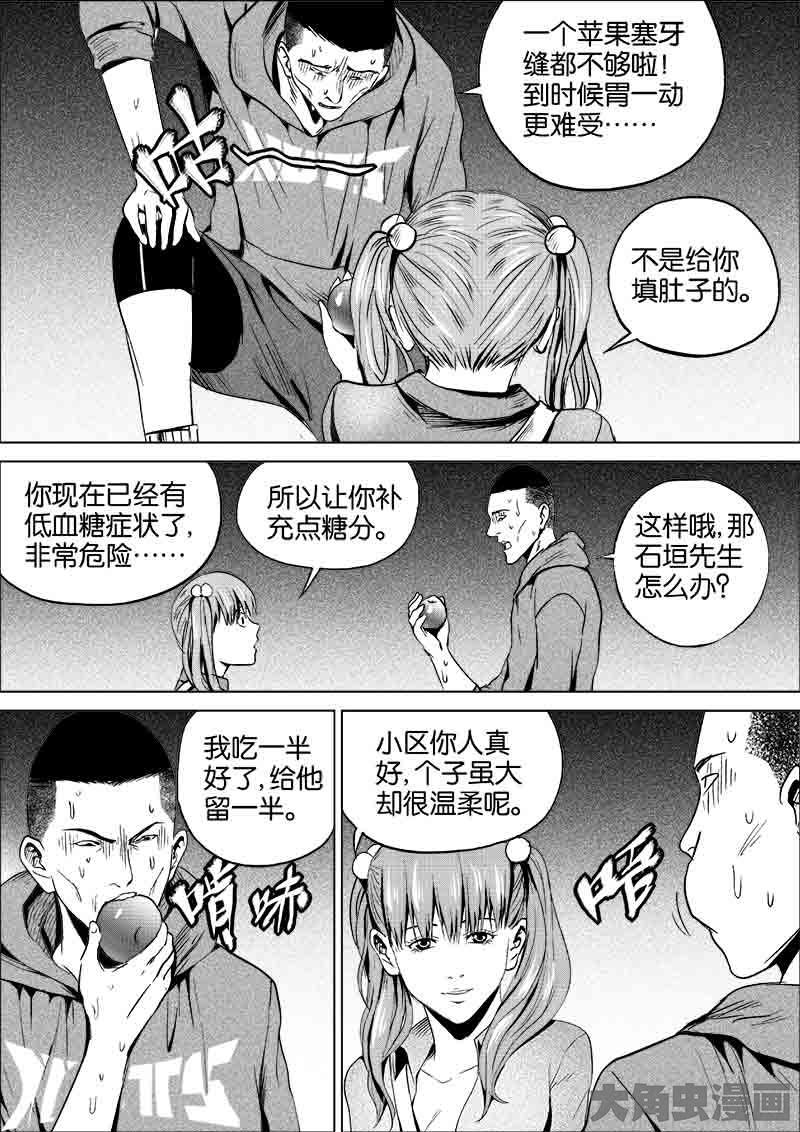 一个苹果塞牙
缝都不够啦!
到时候胃一动
更难受……
咕
不是给你
填肚子的。
你现在已经有
低血糖症状了,
非常危险……
所以让你补
充点糖分。
这样哦,那
石垣先生
怎么办?
我吃一半
好了,给他
留一半。
小区你人真
好,个子虽大
却很温柔呢。
唔
大角虫漫画